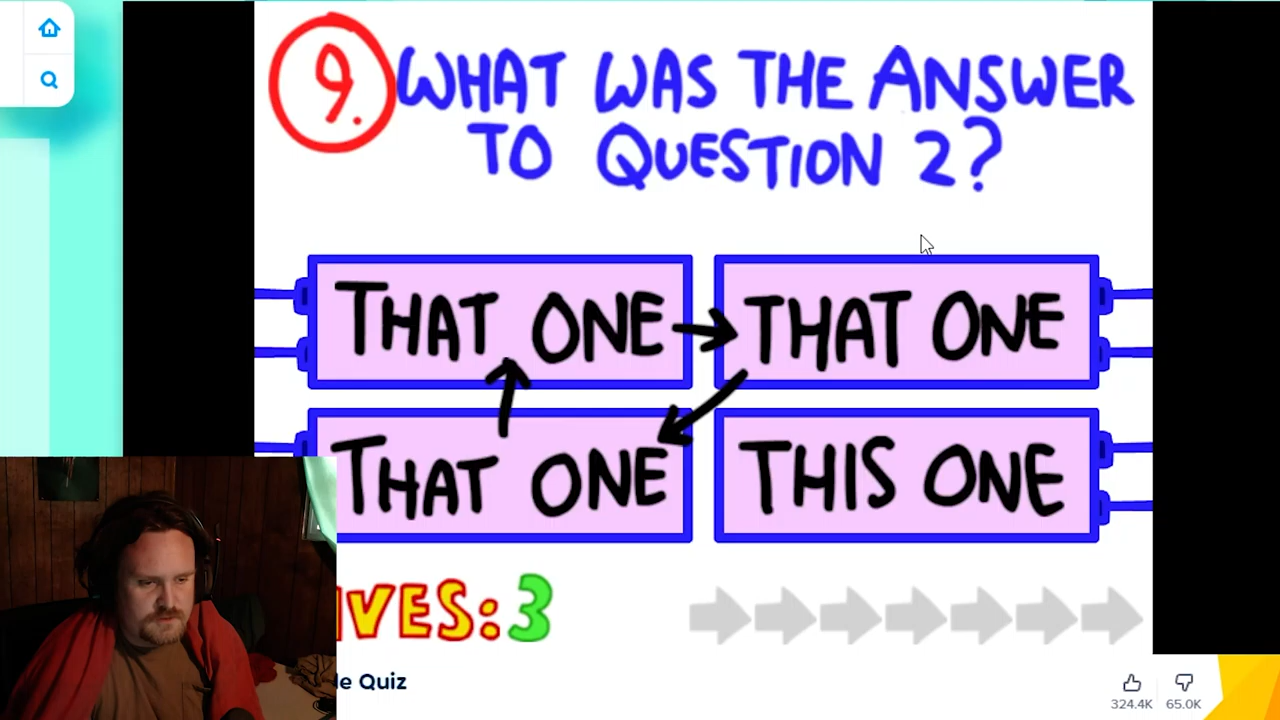 9. WHAT WAS THE ANSWER
TO QUESTION 2?
THAT ONE
THAT ONE
THAT ONE
THIS ONE
IVES: 3
le Quiz
324.4K
65.0K